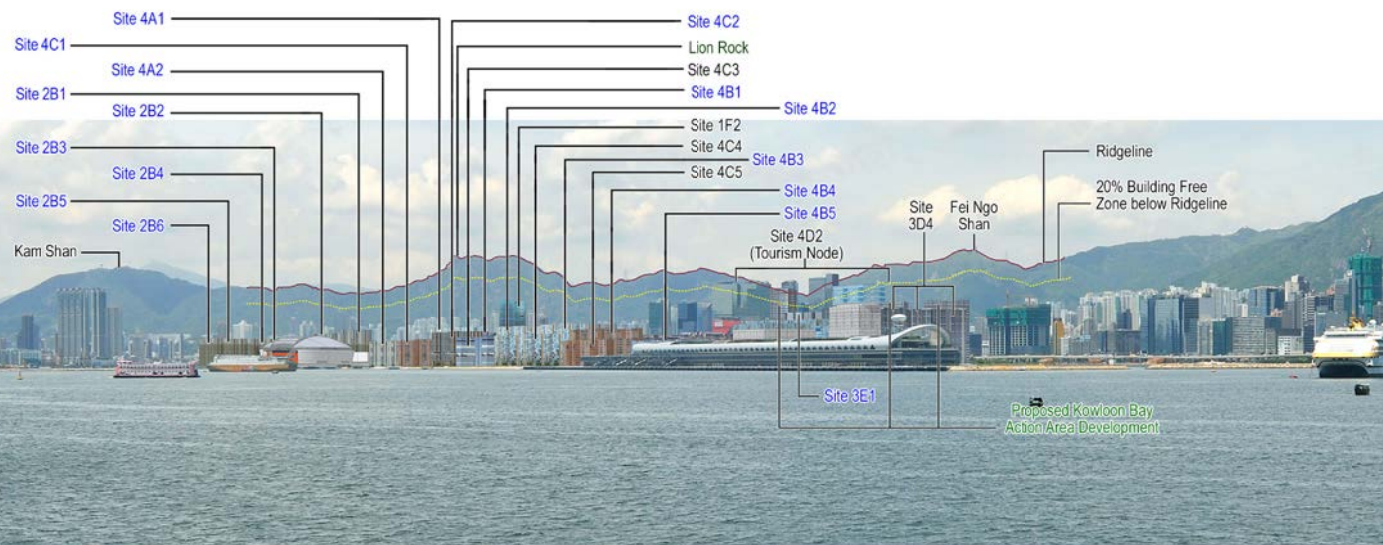 Site 4A1
Site 4C2
Site 4C1
Lion Rock
Site 4A2
Site 4C3
Site 2B1
Site 4B1
Site 2B2
Site 4B2
Site 1F2
Site 2B3
Site 4C4
Ridgeline
Site 4B3
Site 2B4
Site 4C5
20% Building Free
Zone below Ridgeline
Site 4B4
Site 2B5
Site
3D4
Fei Ngo
Shan
Site 4B5
Site 2B6
Site 4D2
(Tourism Node)
Kam Shan
Site 3E1
Proposed Kowloon Bay
Action Area Development